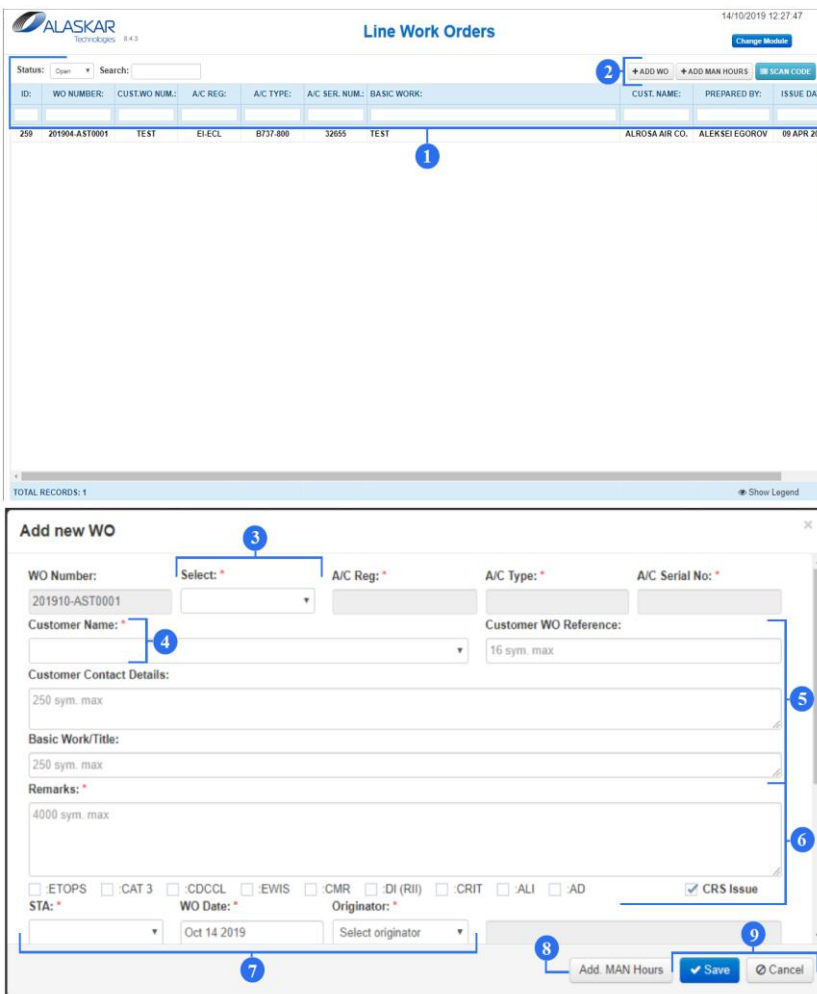 14/10/2019 12:27:47
ALASKAR
Technologies 8.4.3
Line Work Orders
Change Module
Status: Open Search: 2 +ADD WO +ADD MAN HOURS SCAN CODE
ID: WO NUMBER: CUST.WO NUM.: A/C REG: A/C TYPE: A/C SER. NUM.: BASIC WORK: CUST. NAME: PREPARED BY: ISSUE DA
259 201904-AST0001 TEST EI-ECL B737-800 32655 TEST ALROSA AIR CO. ALEKSEI EGOROV 09 APR 20
1
TOTAL RECORDS: 1 Show Legend
Add new WO ×
3
WO Number: Select: * A/C Reg: * A/C Type: * A/C Serial No: *
201910-AST0001
Customer Name: * Customer WO Reference:
4
16 sym. max
Customer Contact Details:
250 sym. max
5
Basic Work/Title:
250 sym. max
Remarks: *
4000 sym. max
6
:ETOPS :CAT 3 :CDCCL :EWIS :CMR :DI (RII) :CRIT :ALI :AD CRS Issue
STA: * WO Date: * Originator: *
Oct 14 2019 Select originator
7 8 9
Add. MAN Hours Save Cancel